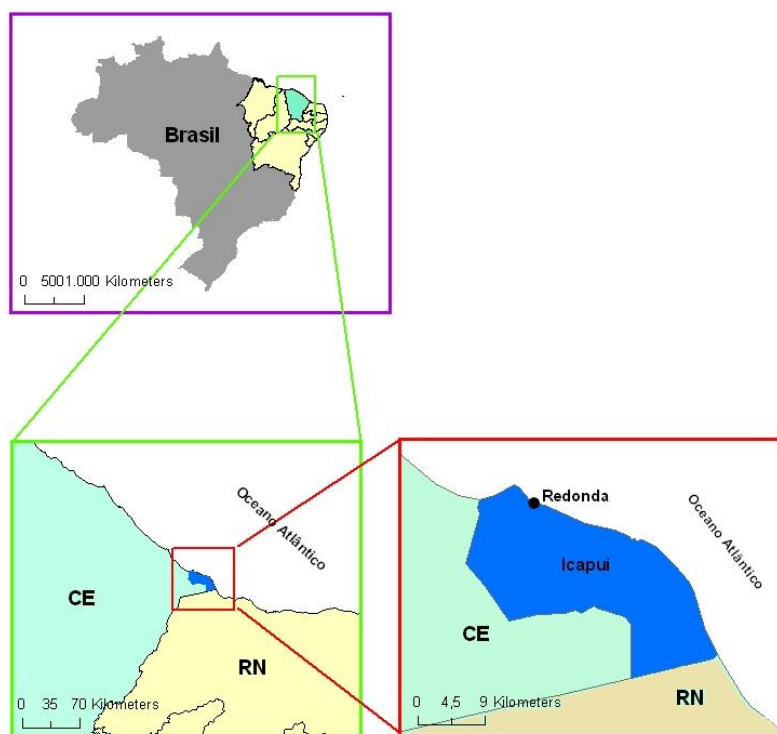 Brasil
0 5001.000 Kilometers
Oceano Atlântico
CE
RN
0 35 70 Kilometers
Redonda
Oceano Atlântico
Icapuí
CE
0 4,5 9 Kilometers
RN